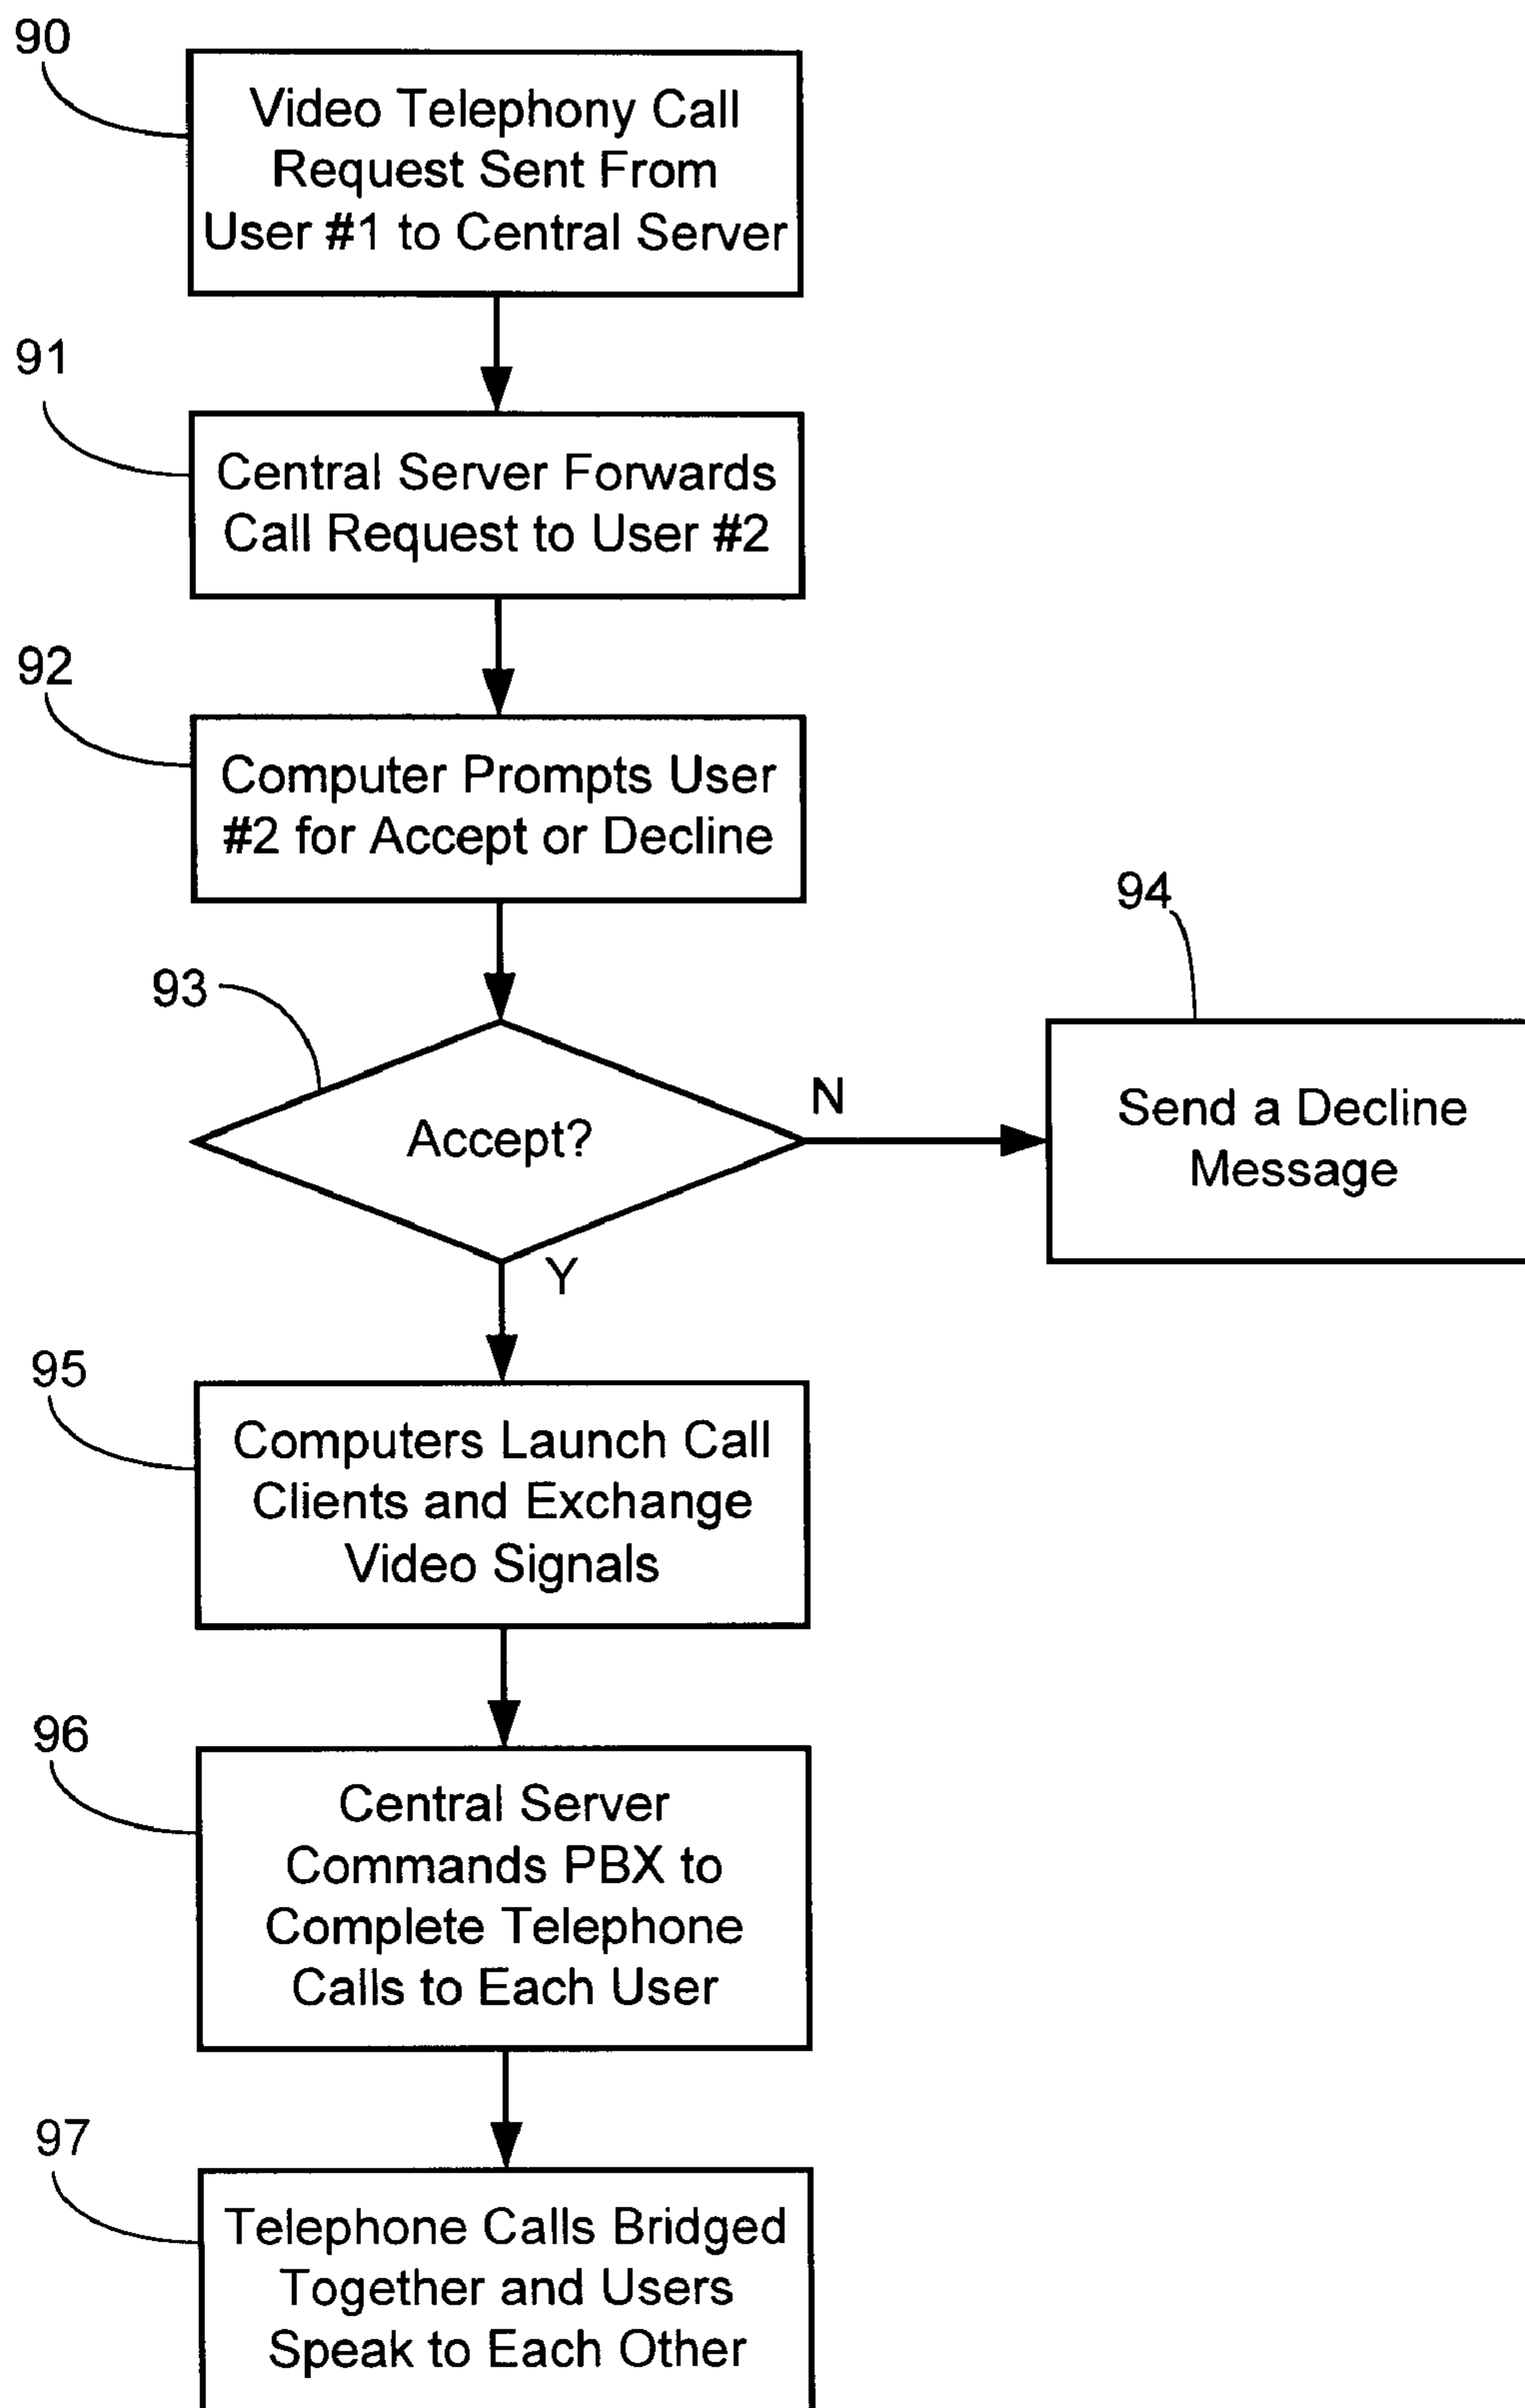 90
Video Telephony Call
Request Sent From
User #1 to Central Server
91
Central Server Forwards
Call Request to User #2
92
Computer Prompts User
#2 for Accept or Decline
93
Accept?
N
94
Send a Decline
Message
Y
95
Computers Launch Call
Clients and Exchange
Video Signals
96
Central Server
Commands PBX to
Complete Telephone
Calls to Each User
97
Telephone Calls Bridged
Together and Users
Speak to Each Other